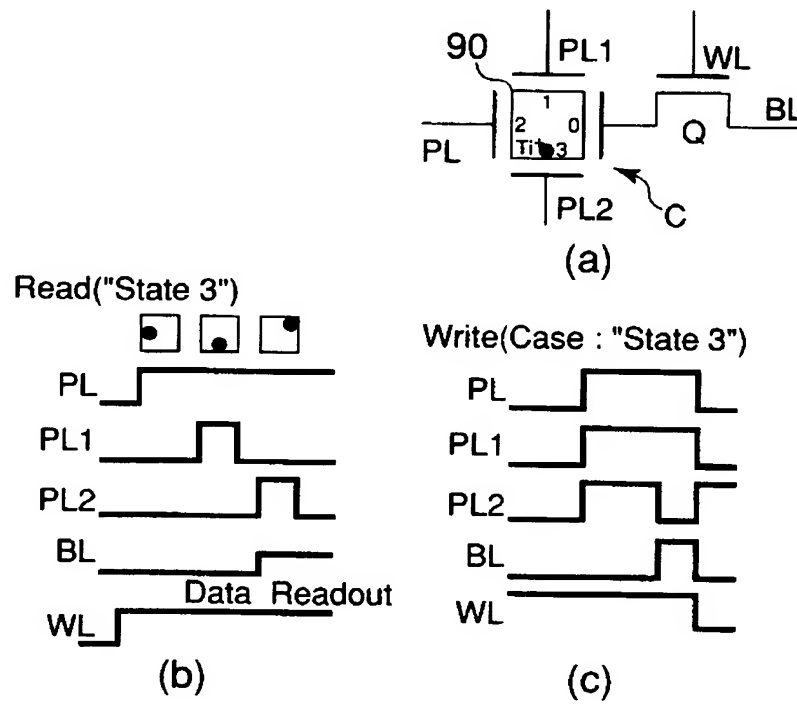 90
PL1
WL
1
2 0
BL
Q
PL
Ti 3
PL2
C
(a)
Read("State 3")
PL
PL1
PL2
BL
Data Readout
WL
(b)
Write(Case : "State 3")
PL
PL1
PL2
BL
WL
(c)